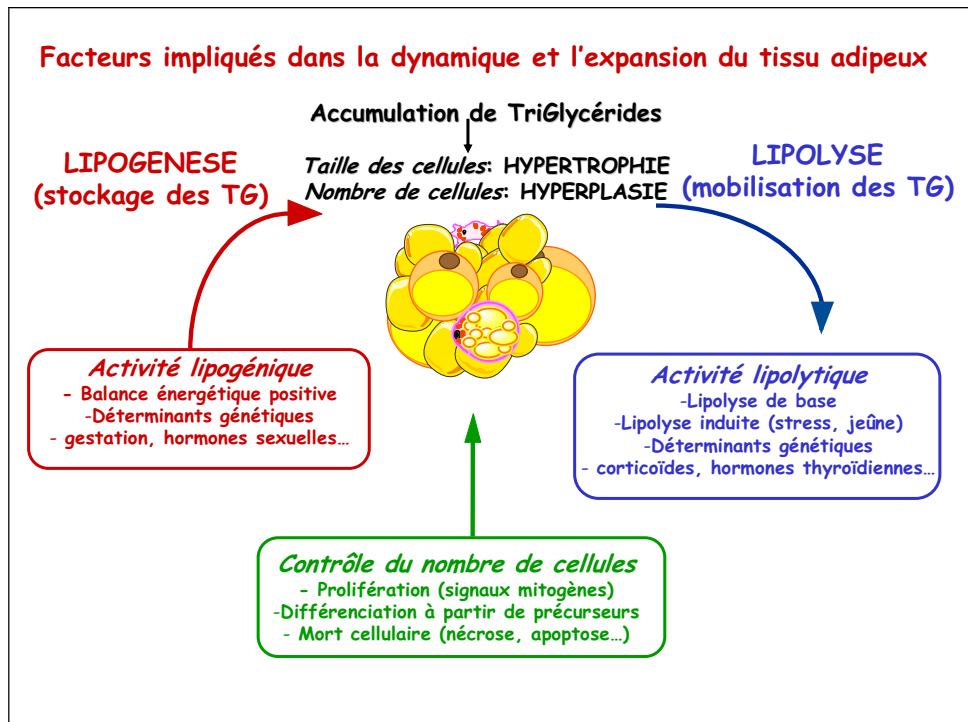 Facteurs impliqués dans la dynamique et l'expansion du tissu adipeux
Accumulation de TriGlycérides
LIPOGENESE
(stockage des TG)
Taille des cellules: HYPERTROPHIE
Nombre de cellules: HYPERPLASIE
LIPOLYSE
(mobilisation des TG)
Activité lipogénique
- Balance énergétique positive
-Déterminants génétiques
- gestation, hormones sexuelles…
Activité lipolytique
-Lipolyse de base
-Lipolyse induite (stress, jeûne)
-Déterminants génétiques
- corticoïdes, hormones thyroïdiennes…
Contrôle du nombre de cellules
- Prolifération (signaux mitogènes)
-Différenciation à partir de précurseurs
- Mort cellulaire (nécrose, apoptose…)